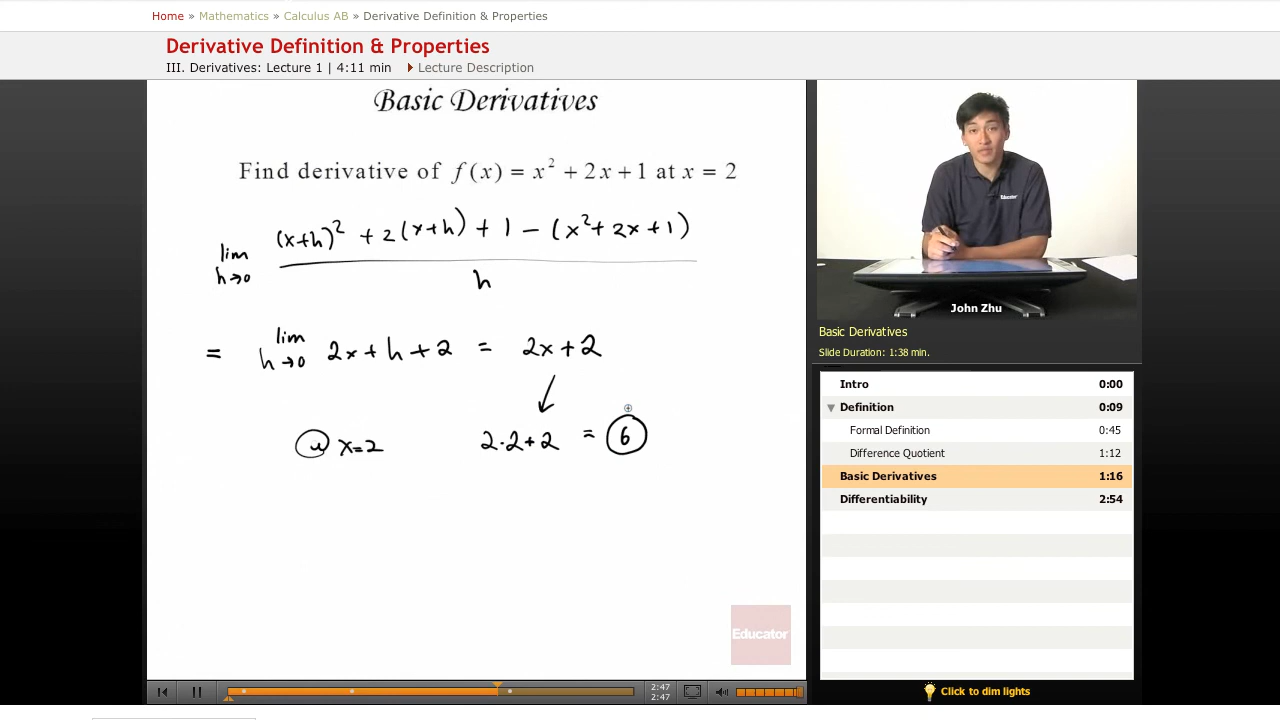 Home » Mathematics » Calculus AB » Derivative Definition & Properties
Derivative Definition & Properties
III. Derivatives: Lecture 1 | 4:11 min Lecture Description
Basic Derivatives
Find derivative of f(x) = x² + 2x + 1 at x = 2
lim h→0 (x+h)² + 2(x+h) + 1 − (x² + 2x + 1)
h
= lim h→0 2x + h + 2 = 2x + 2
@ x=2 2·2+2 = 6
Educator
Educator
John Zhu
Basic Derivatives
Slide Duration: 1:38 min.
Intro 0:00
Definition 0:09
Formal Definition 0:45
Difference Quotient 1:12
Basic Derivatives 1:16
Differentiability 2:54
2:47
2:47
Click to dim lights